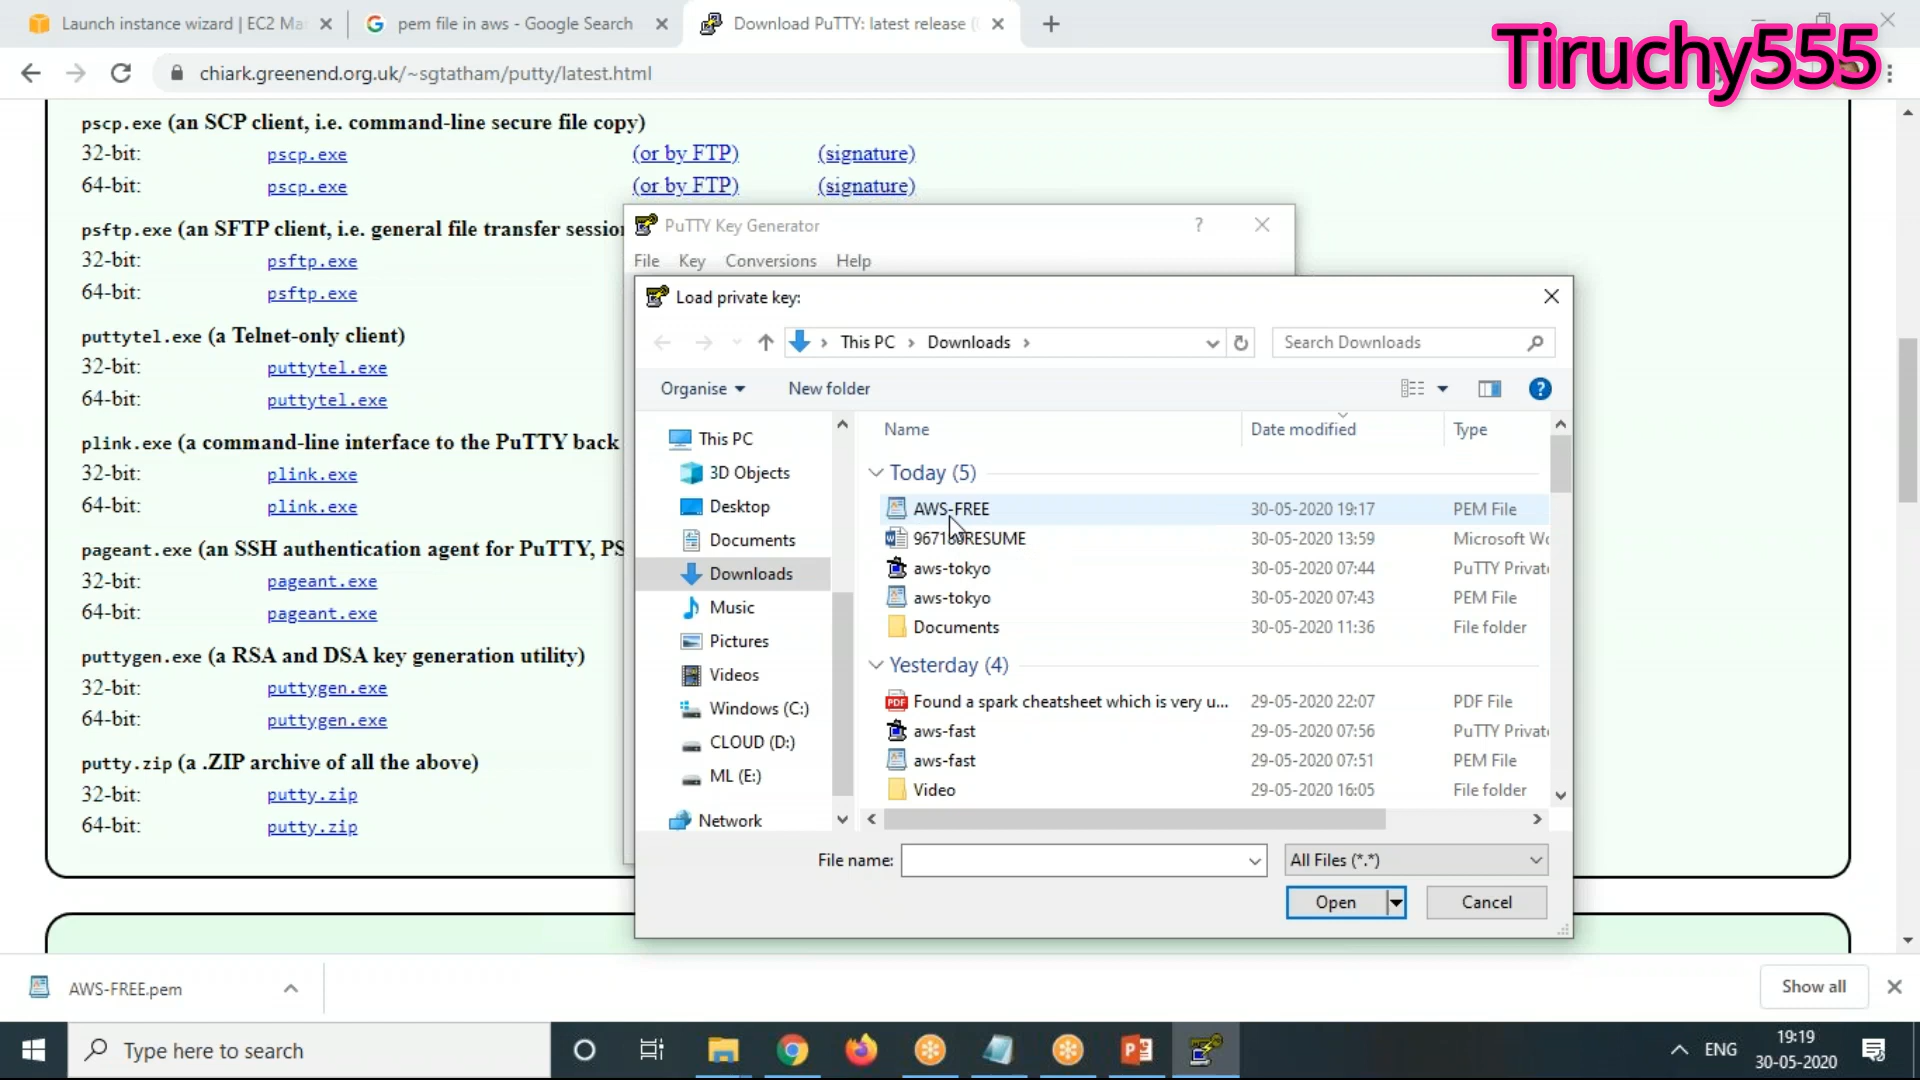 Launch instance wizard | EC2 Ma
pem file in aws - Google Search
Download PuTTY: latest release (
Tiruchy555
chiark.greenend.org.uk/~sgtatham/putty/latest.html
pscp.exe (an SCP client, i.e. command-line secure file copy)
32-bit: pscp.exe (or by FTP) (signature)
64-bit: pscp.exe (or by FTP) (signature)
psftp.exe (an SFTP client, i.e. general file transfer sessio
32-bit: psftp.exe
64-bit: psftp.exe
puttytel.exe (a Telnet-only client)
32-bit: puttytel.exe
64-bit: puttytel.exe
plink.exe (a command-line interface to the PuTTY back
32-bit: plink.exe
64-bit: plink.exe
pageant.exe (an SSH authentication agent for PuTTY, PS
32-bit: pageant.exe
64-bit: pageant.exe
puttygen.exe (a RSA and DSA key generation utility)
32-bit: puttygen.exe
64-bit: puttygen.exe
putty.zip (a .ZIP archive of all the above)
32-bit: putty.zip
64-bit: putty.zip
PuTTY Key Generator ?
File Key Conversions Help
Load private key:
This PC > Downloads >
Search Downloads
Organise New folder ?
This PC
3D Objects
Desktop
Documents
Downloads
Music
Pictures
Videos
Windows (C:)
CLOUD (D:)
ML (E:)
Network
Name Date modified Type
Today (5)
AWS-FREE 30-05-2020 19:17 PEM File
RESUME 30-05-2020 13:59 Microsoft Wo
aws-tokyo 30-05-2020 07:44 PuTTY Privat
aws-tokyo 30-05-2020 07:43 PEM File
Documents 30-05-2020 11:36 File folder
Yesterday (4)
PDF Found a spark cheatsheet which is very u... 29-05-2020 22:07 PDF File
aws-fast 29-05-2020 07:56 PuTTY Privat
aws-fast 29-05-2020 07:51 PEM File
Video 29-05-2020 16:05 File folder
File name: All Files (*.*)
Open Cancel
AWS-FREE.pem
Show all
Type here to search
ENG
19:19
30-05-2020